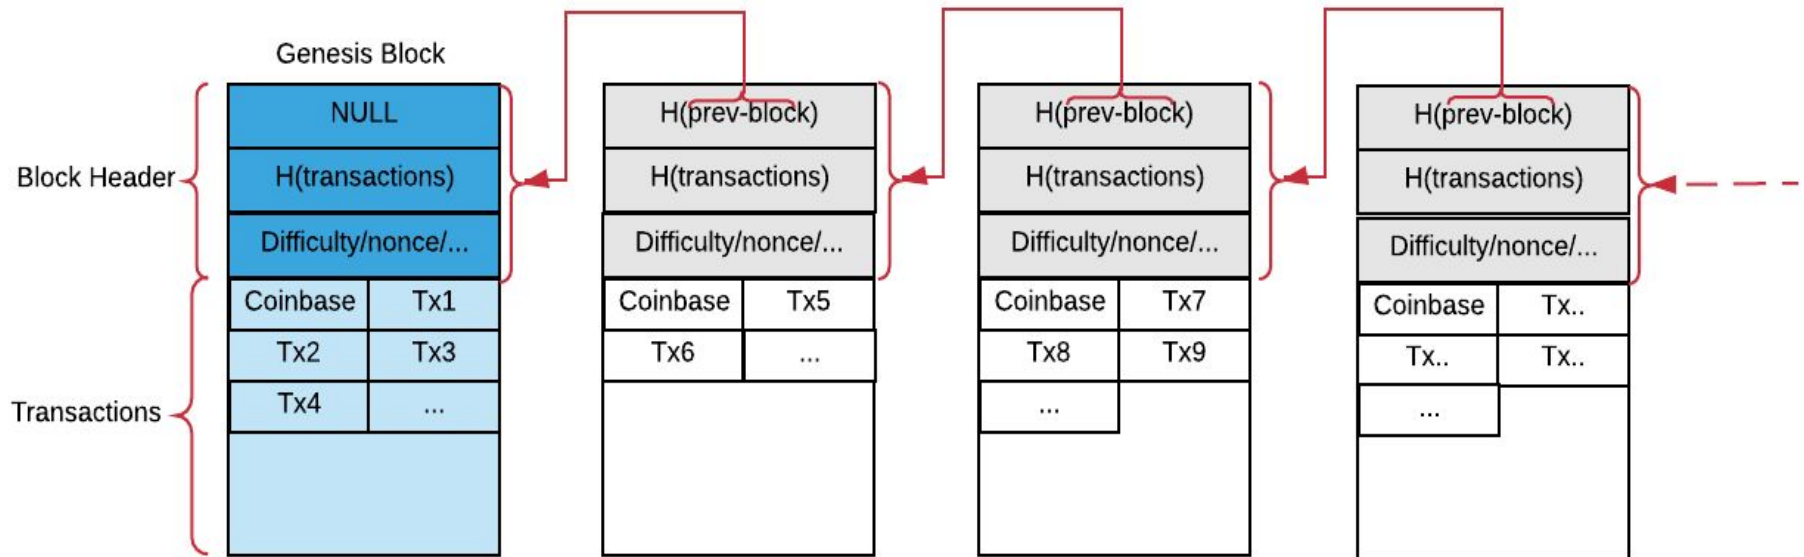 Genesis Block
Block Header
NULL
H(transactions)
Difficulty/nonce/...
Transactions
Coinbase Tx1
Tx2 Tx3
Tx4 ...
H(prev-block)
H(transactions)
Difficulty/nonce/...
Coinbase Tx5
Tx6 ...
H(prev-block)
H(transactions)
Difficulty/nonce/...
Coinbase Tx7
Tx8 Tx9
...
H(prev-block)
H(transactions)
Difficulty/nonce/...
Coinbase Tx..
Tx.. Tx..
...